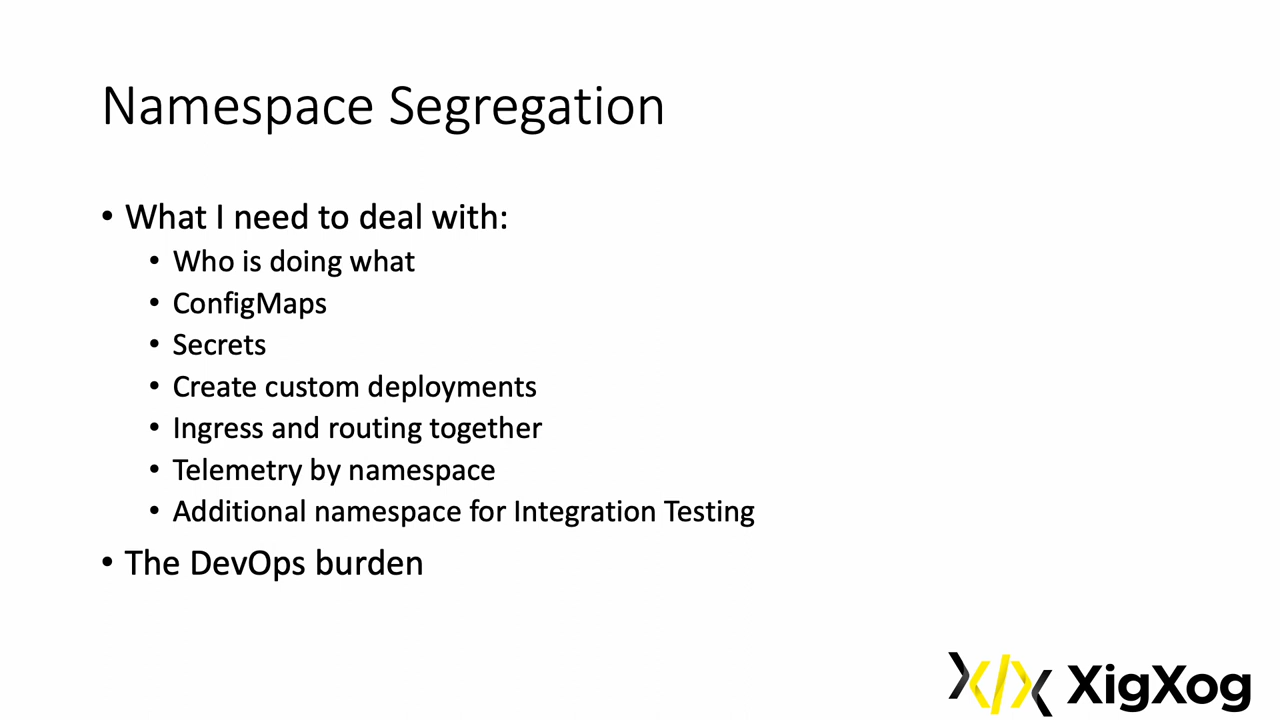 Namespace Segregation
• What I need to deal with:
• Who is doing what
• ConfigMaps
• Secrets
• Create custom deployments
• Ingress and routing together
• Telemetry by namespace
• Additional namespace for Integration Testing
• The DevOps burden
XigXog